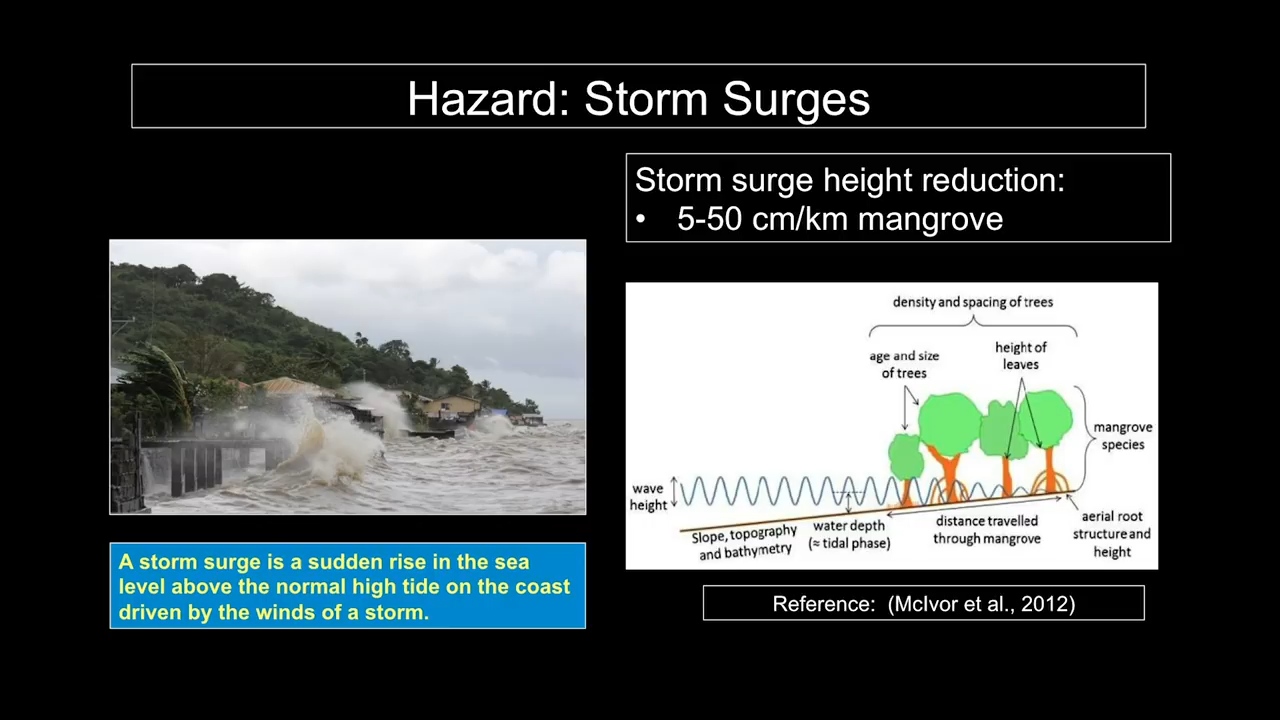 Hazard: Storm Surges
Storm surge height reduction:
• 5-50 cm/km mangrove
A storm surge is a sudden rise in the sea
level above the normal high tide on the coast
driven by the winds of a storm.
density and spacing of trees
age and size
of trees
height of
leaves
mangrove
species
wave
height
Slope, topography
and bathymetry
water depth
(≈ tidal phase)
distance travelled
through mangrove
aerial root
structure and
height
Reference: (McIvor et al., 2012)